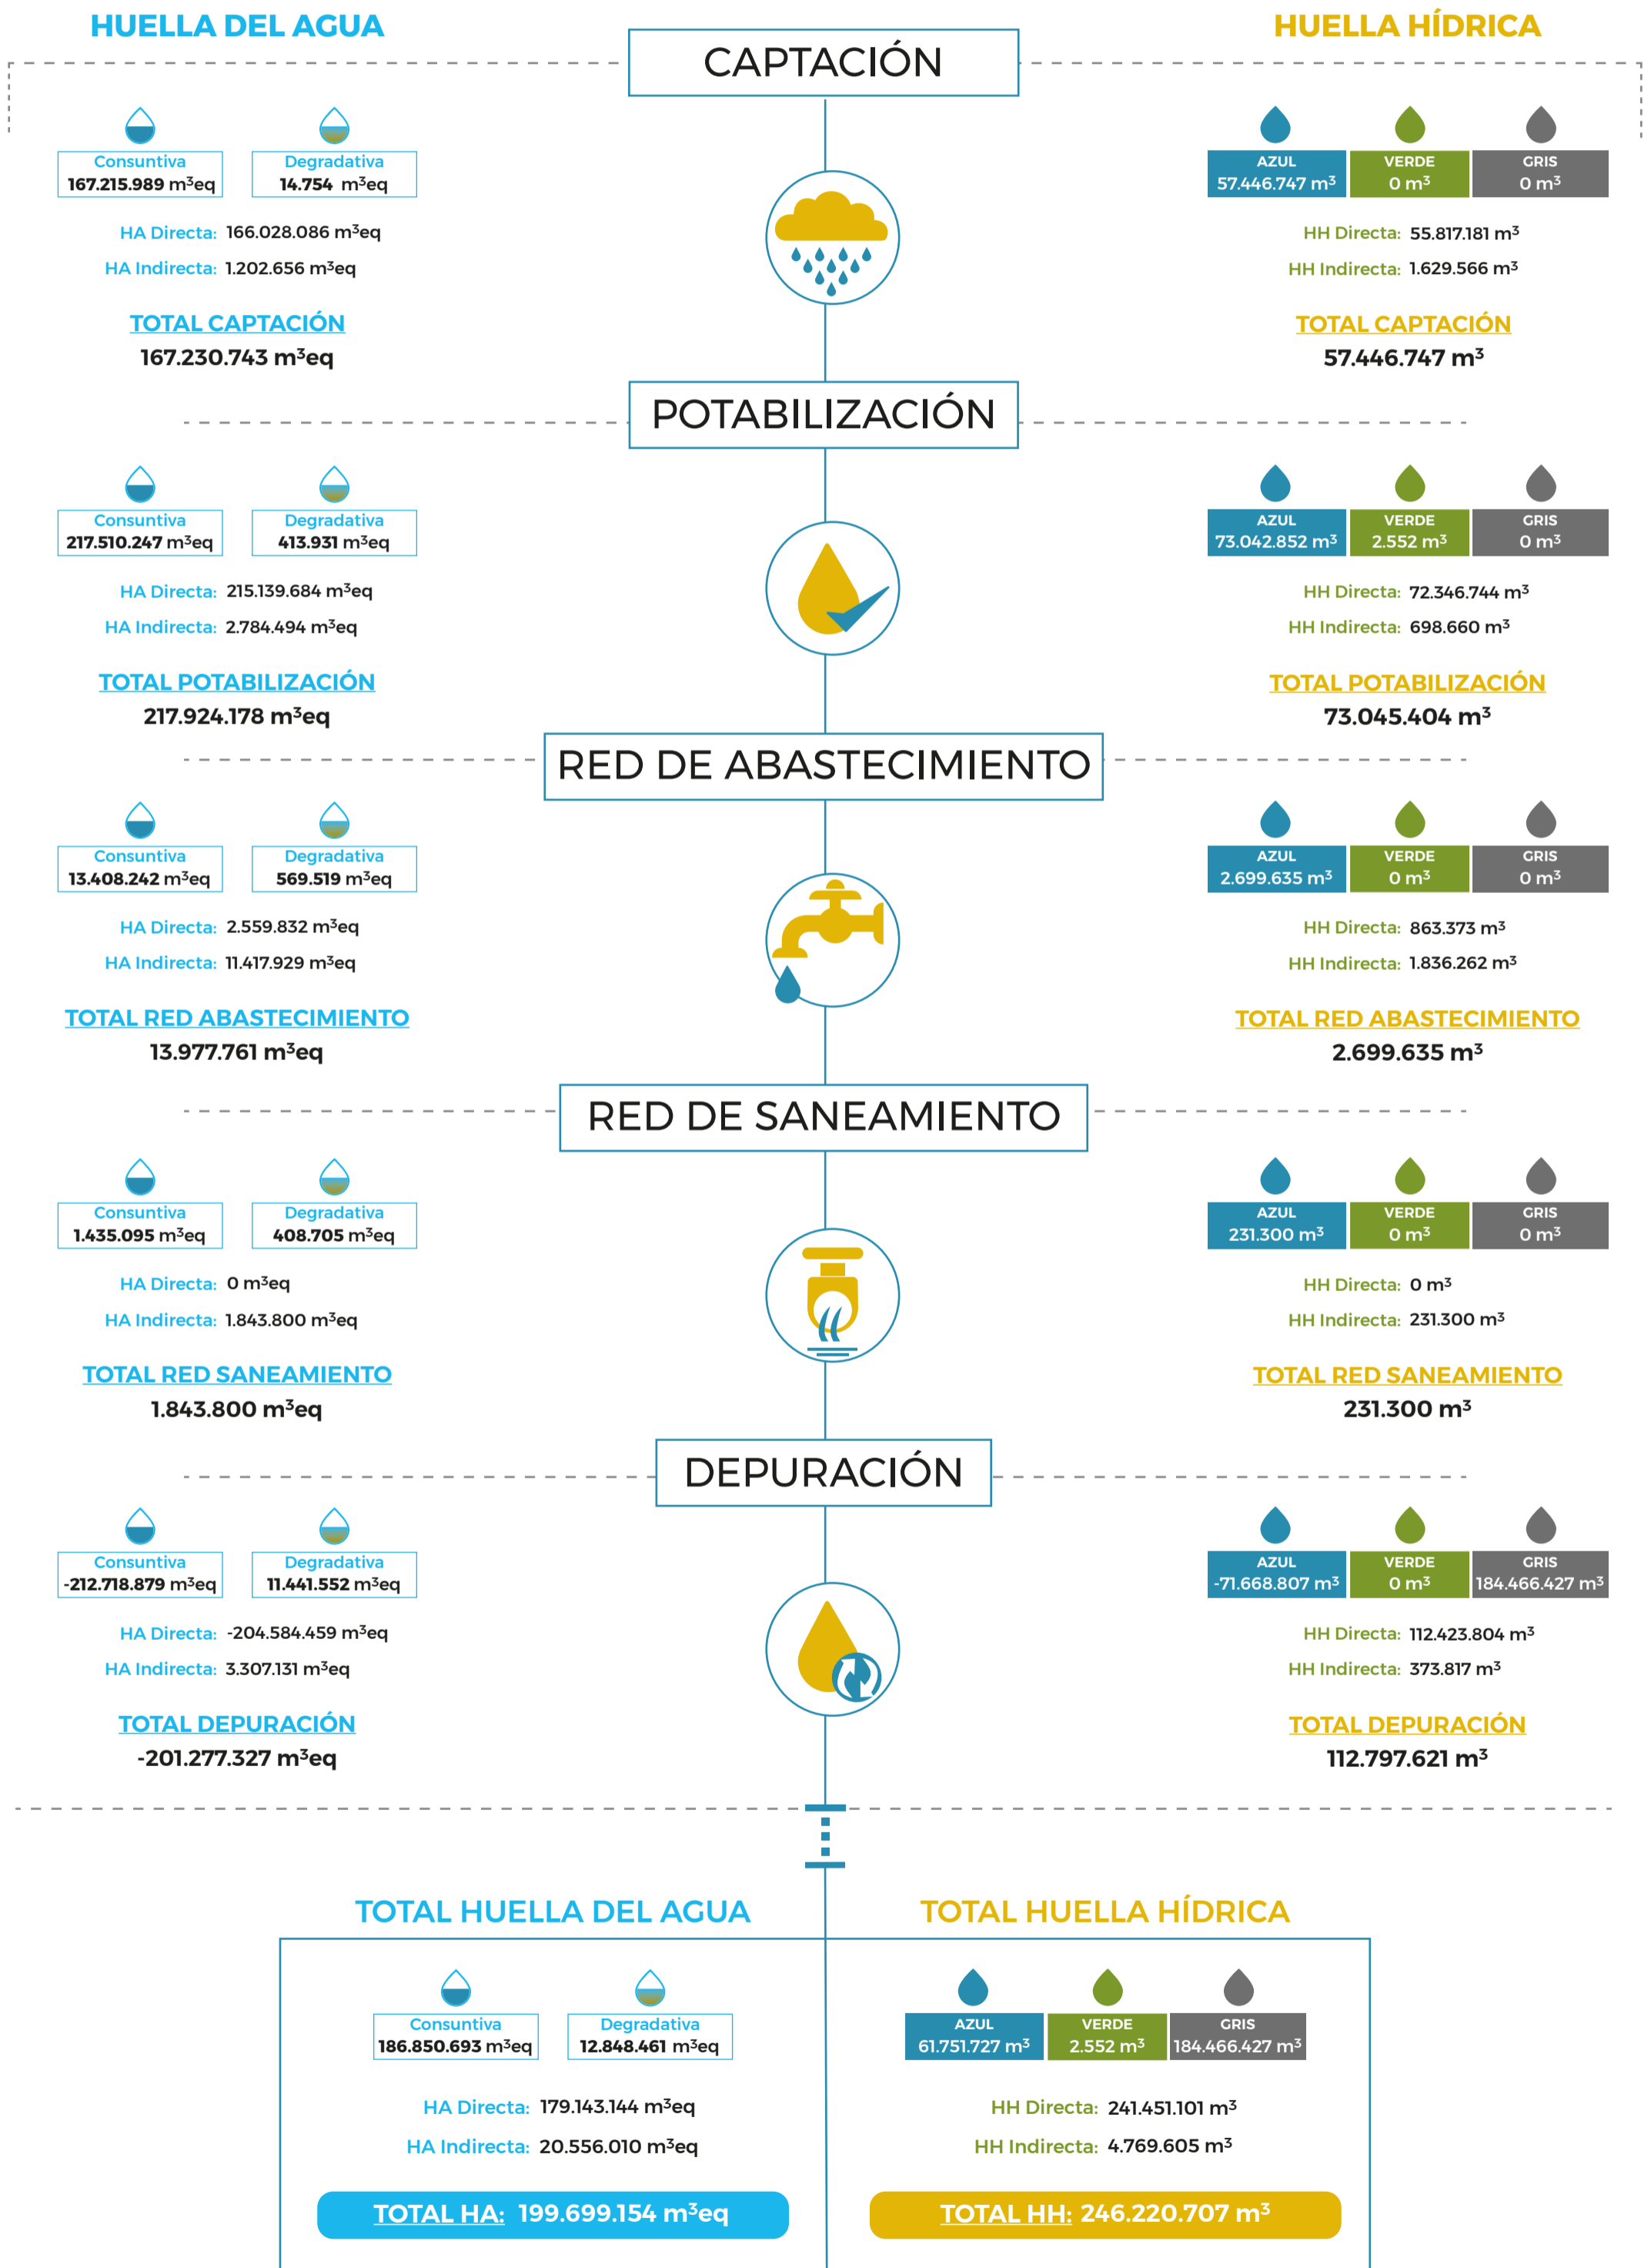 HUELLA DEL AGUA
HUELLA HÍDRICA
CAPTACIÓN
Consuntiva
167.215.989 m³eq
Degradativa
14.754 m³eq
HA Directa: 166.028.086 m³eq
HA Indirecta: 1.202.656 m³eq
TOTAL CAPTACIÓN
167.230.743 m³eq
AZUL
57.446.747 m³
VERDE
0 m³
GRIS
0 m³
HH Directa: 55.817.181 m³
HH Indirecta: 1.629.566 m³
TOTAL CAPTACIÓN
57.446.747 m³
POTABILIZACIÓN
Consuntiva
217.510.247 m³eq
Degradativa
413.931 m³eq
HA Directa: 215.139.684 m³eq
HA Indirecta: 2.784.494 m³eq
TOTAL POTABILIZACIÓN
217.924.178 m³eq
AZUL
73.042.852 m³
VERDE
2.552 m³
GRIS
0 m³
HH Directa: 72.346.744 m³
HH Indirecta: 698.660 m³
TOTAL POTABILIZACIÓN
73.045.404 m³
RED DE ABASTECIMIENTO
Consuntiva
13.408.242 m³eq
Degradativa
569.519 m³eq
HA Directa: 2.559.832 m³eq
HA Indirecta: 11.417.929 m³eq
TOTAL RED ABASTECIMIENTO
13.977.761 m³eq
AZUL
2.699.635 m³
VERDE
0 m³
GRIS
0 m³
HH Directa: 863.373 m³
HH Indirecta: 1.836.262 m³
TOTAL RED ABASTECIMIENTO
2.699.635 m³
RED DE SANEAMIENTO
Consuntiva
1.435.095 m³eq
Degradativa
408.705 m³eq
HA Directa: 0 m³eq
HA Indirecta: 1.843.800 m³eq
TOTAL RED SANEAMIENTO
1.843.800 m³eq
AZUL
231.300 m³
VERDE
0 m³
GRIS
0 m³
HH Directa: 0 m³
HH Indirecta: 231.300 m³
TOTAL RED SANEAMIENTO
231.300 m³
DEPURACIÓN
Consuntiva
-212.718.879 m³eq
Degradativa
11.441.552 m³eq
HA Directa: -204.584.459 m³eq
HA Indirecta: 3.307.131 m³eq
TOTAL DEPURACIÓN
-201.277.327 m³eq
AZUL
-71.668.807 m³
VERDE
0 m³
GRIS
184.466.427 m³
HH Directa: 112.423.804 m³
HH Indirecta: 373.817 m³
TOTAL DEPURACIÓN
112.797.621 m³
TOTAL HUELLA DEL AGUA
Consuntiva
186.850.693 m³eq
Degradativa
12.848.461 m³eq
HA Directa: 179.143.144 m³eq
HA Indirecta: 20.556.010 m³eq
TOTAL HA: 199.699.154 m³eq
TOTAL HUELLA HÍDRICA
AZUL
61.751.727 m³
VERDE
2.552 m³
GRIS
184.466.427 m³
HH Directa: 241.451.101 m³
HH Indirecta: 4.769.605 m³
TOTAL HH: 246.220.707 m³